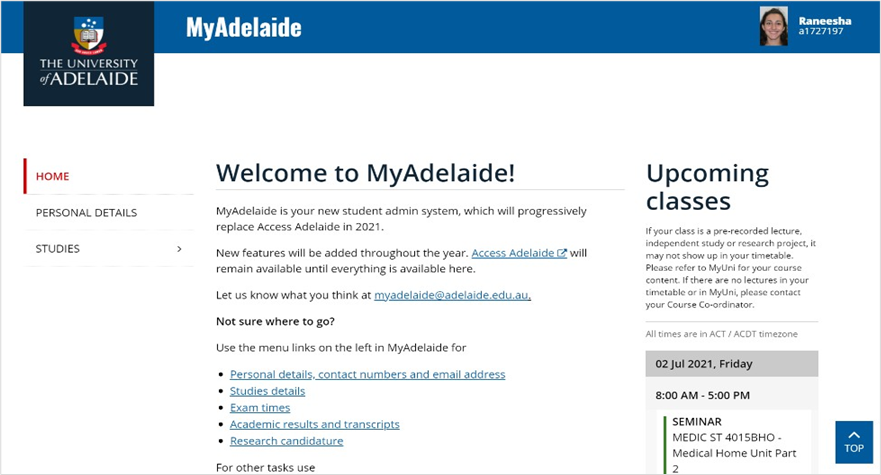 MyAdelaide
Raneesha
a1727197
THE UNIVERSITY
of ADELAIDE
HOME
PERSONAL DETAILS
STUDIES
Welcome to MyAdelaide!
MyAdelaide is your new student admin system, which will progressively
replace Access Adelaide in 2021.
New features will be added throughout the year. Access Adelaide will
remain available until everything is available here.
Let us know what you think at myadelaide@adelaide.edu.au.
Not sure where to go?
Use the menu links on the left in MyAdelaide for
Personal details, contact numbers and email address
Studies details
Exam times
Academic results and transcripts
Research candidature
For other tasks use
Upcoming
classes
If your class is a pre-recorded lecture,
independent study or research project, it
may not show up in your timetable.
Please refer to MyUni for your course
content. If there are no lectures in your
timetable or in MyUni, please contact
your Course Co-ordinator.
All times are in ACT / ACDT timezone
02 Jul 2021, Friday
8:00 AM - 5:00 PM
SEMINAR
MEDIC ST 4015BHO -
Medical Home Unit Part
2
TOP